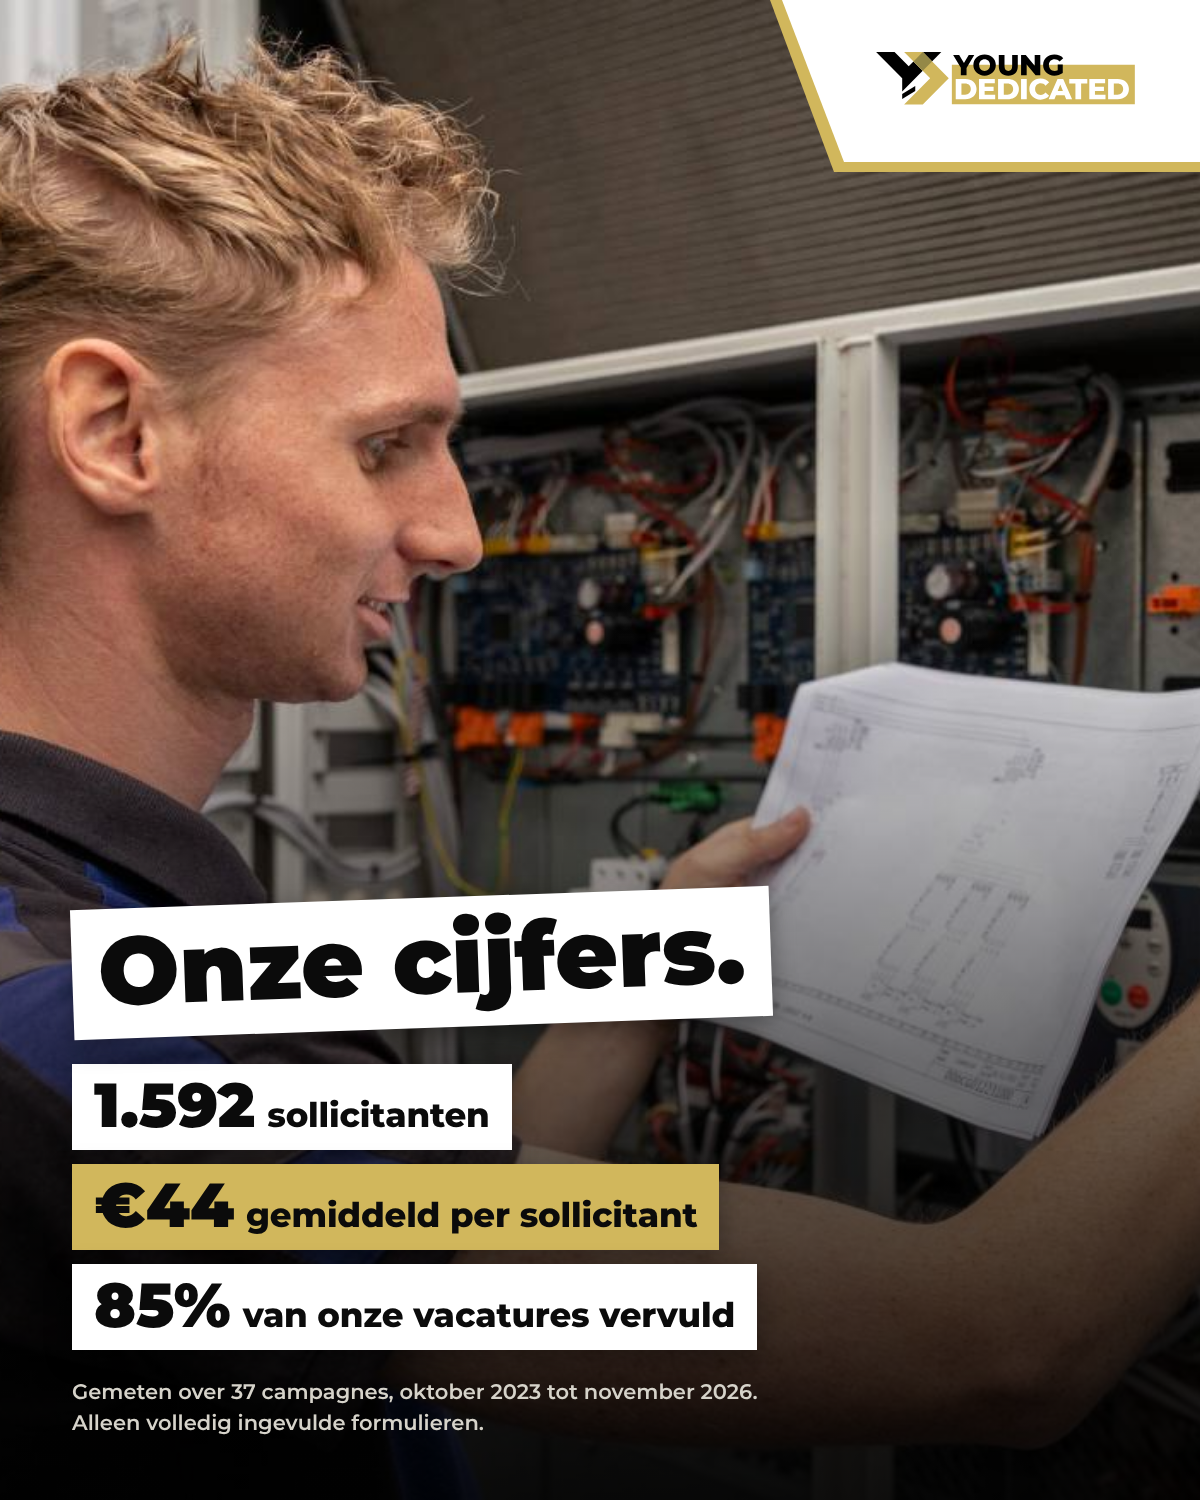 YOUNG
DEDICATED
Onze cijfers.
1.592 sollicitanten
€44 gemiddeld per sollicitant
85% van onze vacatures vervuld
Gemeten over 37 campagnes, oktober 2023 tot november 2026.
Alleen volledig ingevulde formulieren.